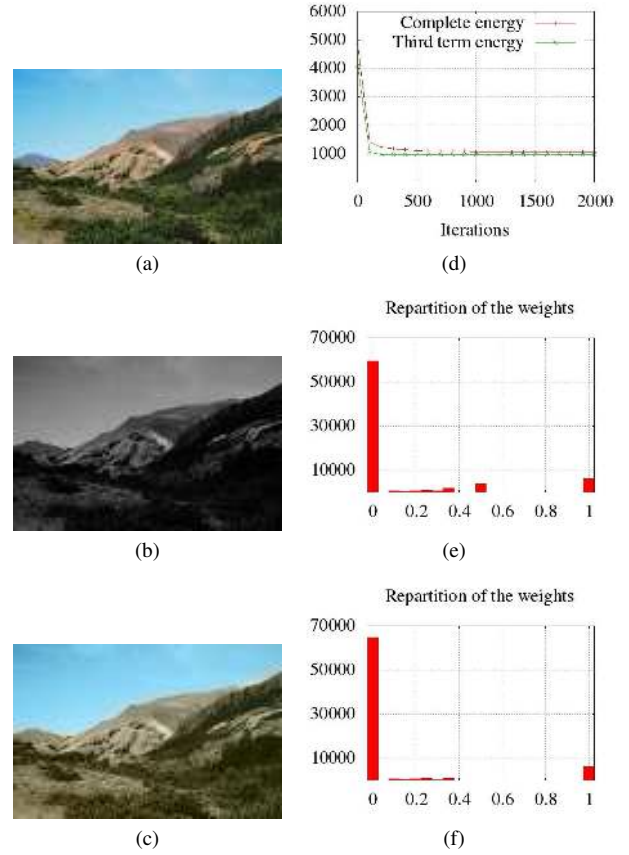 6000
5000
4000
3000
2000
1000
Complete energy
Third term energy
0 500 1000 1500 2000
Iterations
(a)
(d)
Repartition of the weights
70000
50000
30000
10000
0 0.2 0.4 0.6 0.8 1
(b)
(e)
Repartition of the weights
70000
50000
30000
10000
0 0.2 0.4 0.6 0.8 1
(c)
(f)